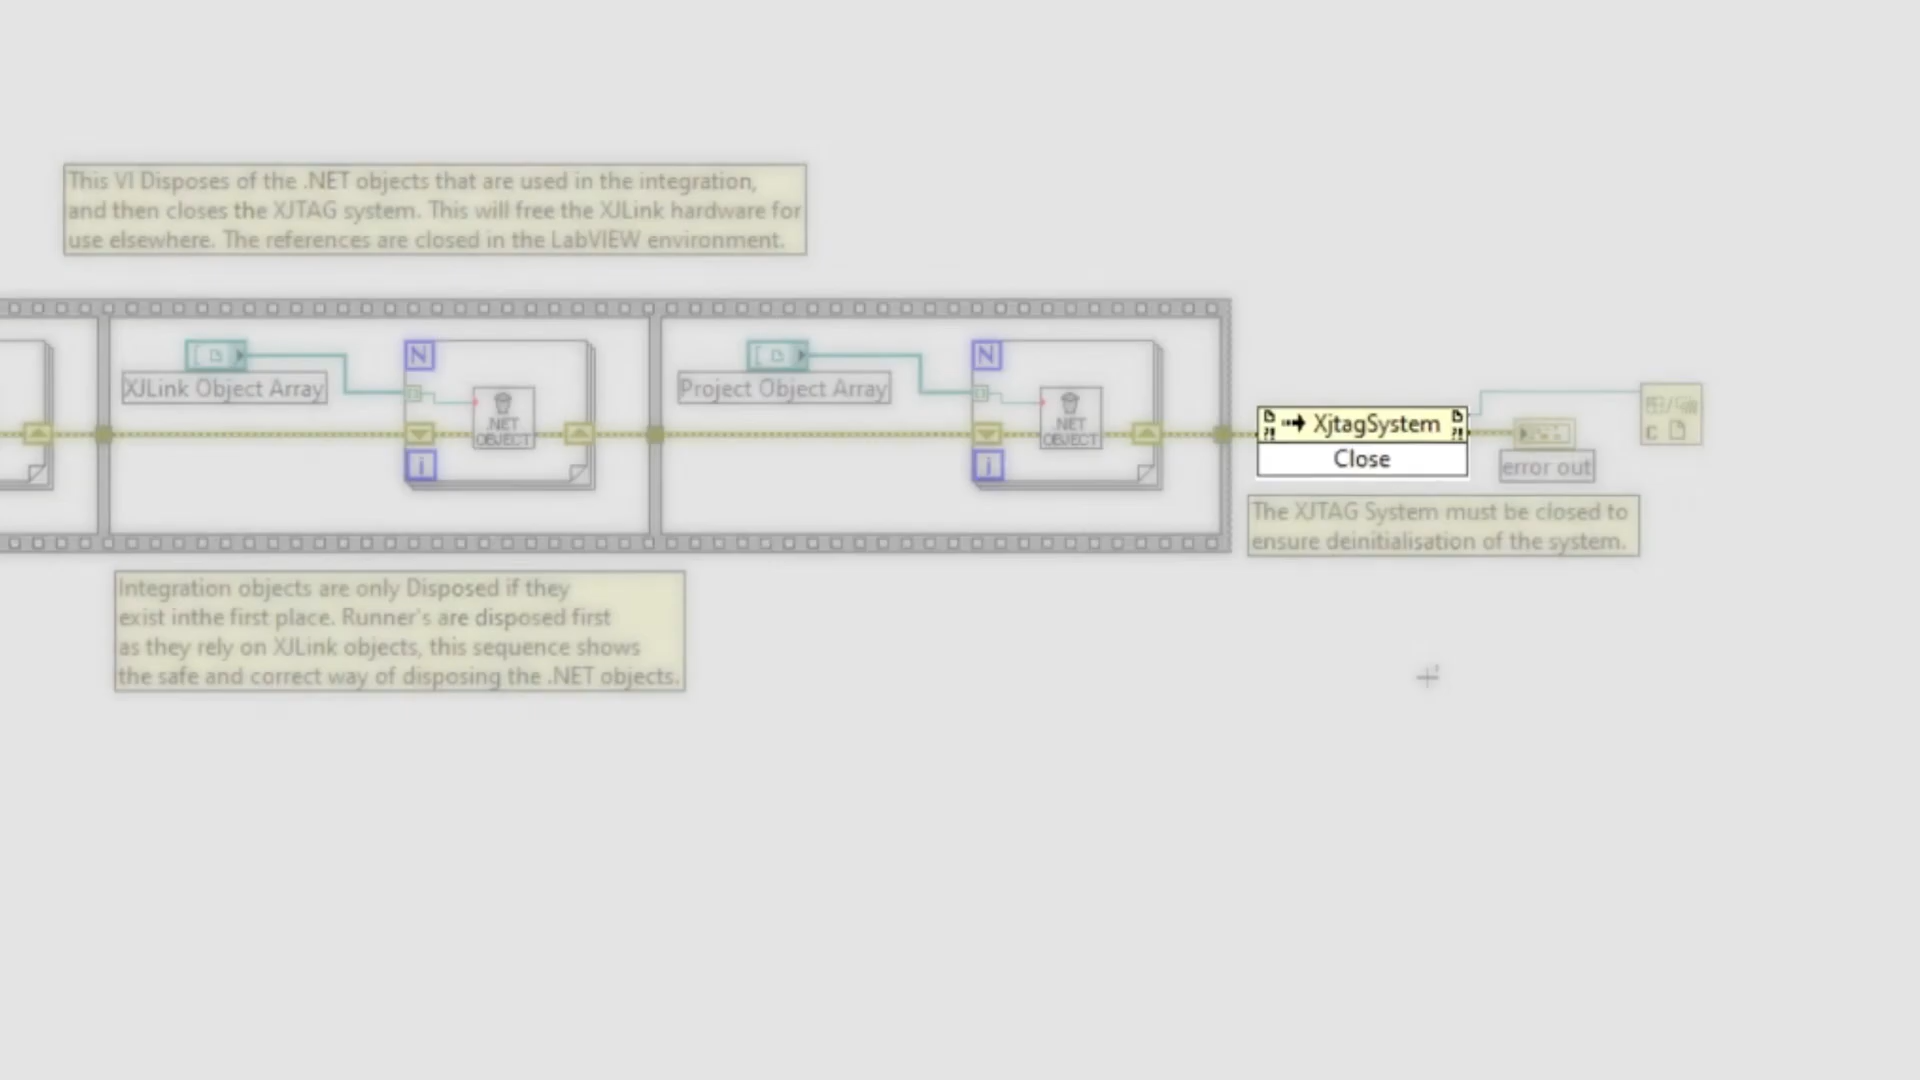 This VI Disposes of the .NET objects that are used in the integration,
and then closes the XJTAG system. This will free the XJLink hardware for
use elsewhere. The references are closed in the LabVIEW environment.
XJLink Object Array
N
.NET
OBJECT
i
Project Object Array
N
.NET
OBJECT
i
XjtagSystem
Close
error out
C
The XJTAG System must be closed to
ensure deinitialisation of the system.
Integration objects are only Disposed if they
exist inthe first place. Runner's are disposed first
as they rely on XJLink objects, this sequence shows
the safe and correct way of disposing the .NET objects.